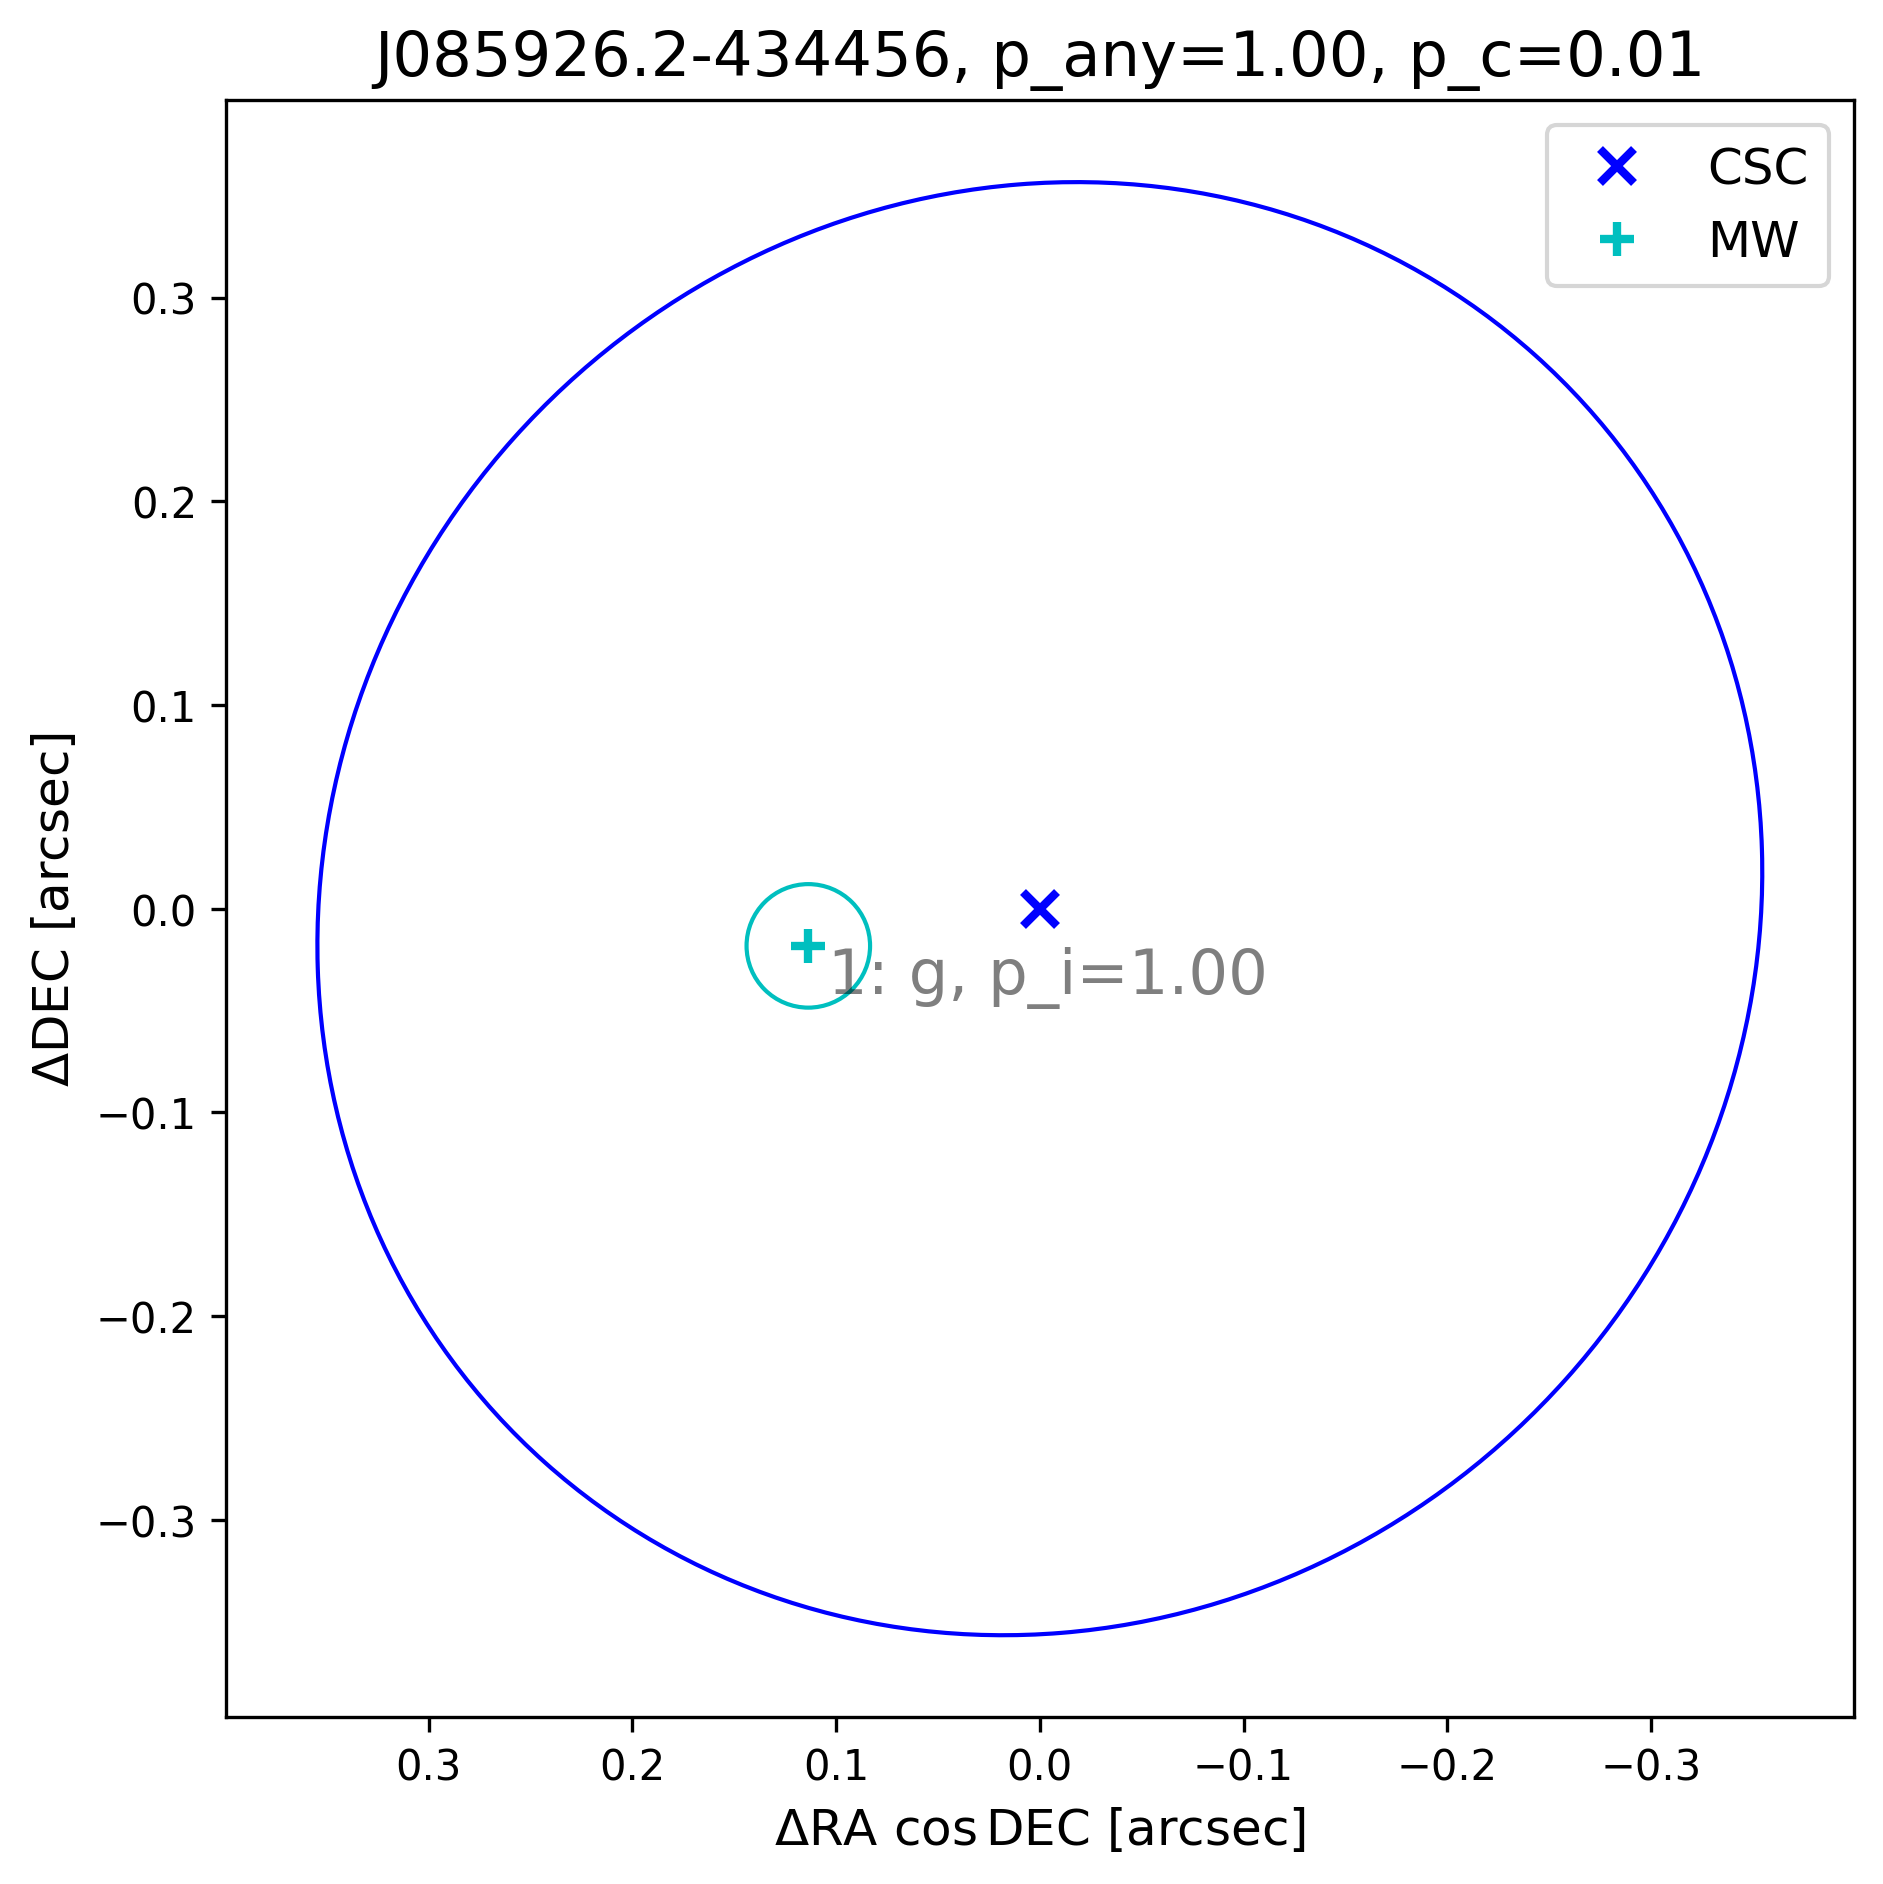 J085926.2-434456, p_any=1.00, p_c=0.01
CSC
MW
0.3
0.2
0.1
0.0
−0.1
−0.2
−0.3
ΔDEC [arcsec]
1: g, p_i=1.00
0.3
0.2
0.1
0.0
−0.1
−0.2
−0.3
ΔRA cos DEC [arcsec]